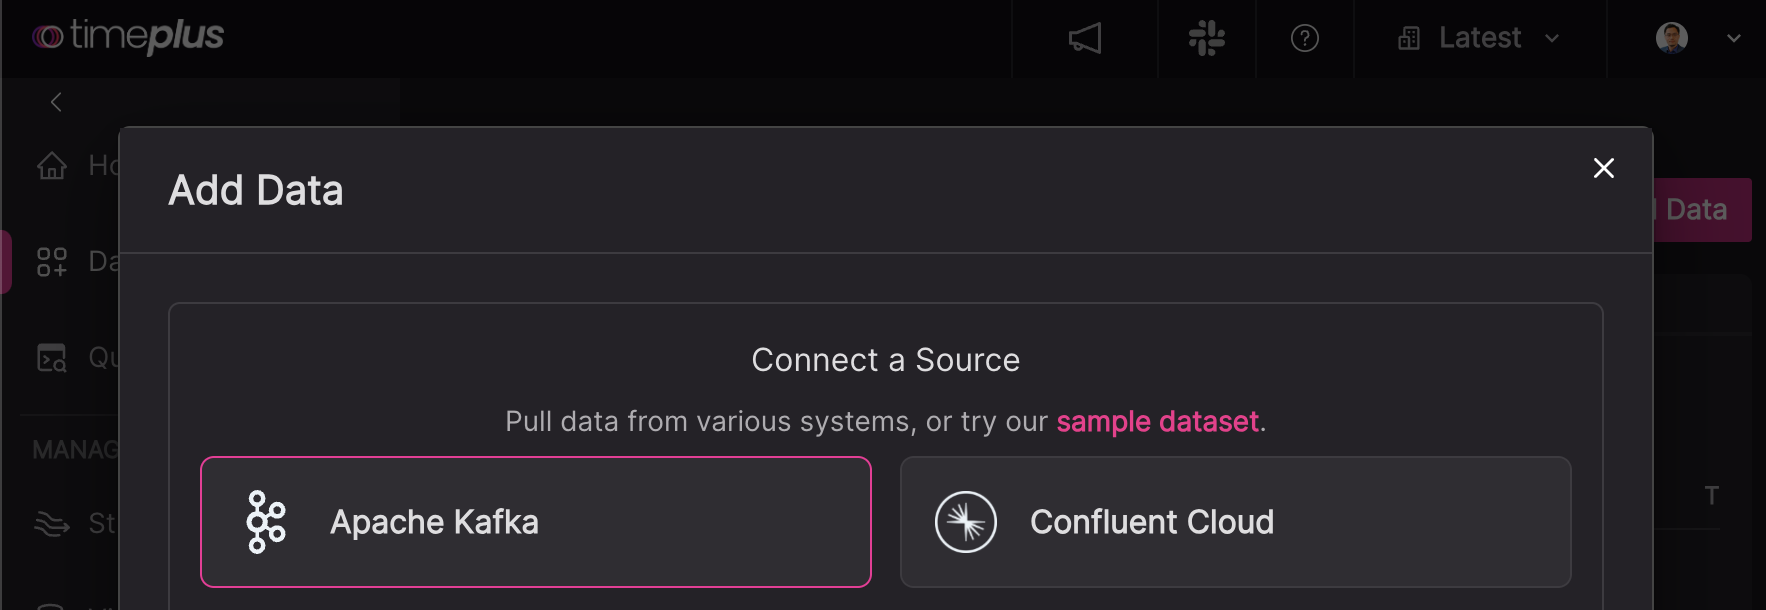 timeplus
Latest
Ho
Add Data
Data
Da
Connect a Source
Qu
Pull data from various systems, or try our sample dataset.
MANAG
T
St
Apache Kafka
Confluent Cloud